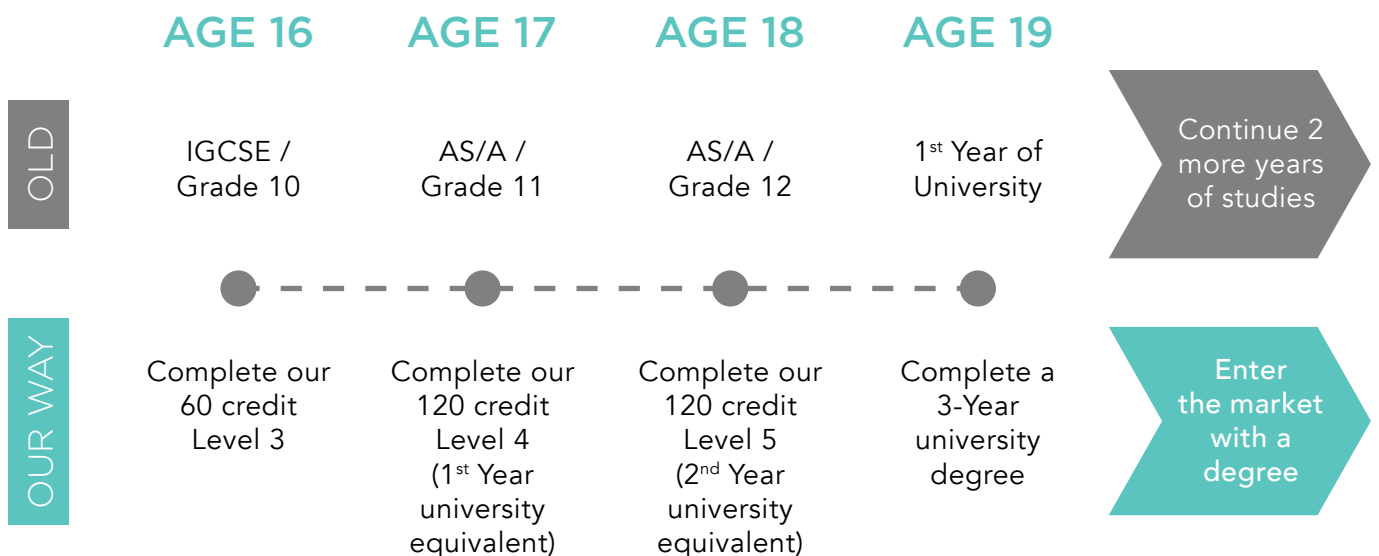 AGE 16
AGE 17
AGE 18
AGE 19
OLD
IGCSE /
Grade 10
AS/A /
Grade 11
AS/A /
Grade 12
1st Year of
University
Continue 2
more years
of studies
OUR WAY
Complete our
60 credit
Level 3
Complete our
120 credit
Level 4
(1st Year
university
equivalent)
Complete our
120 credit
Level 5
(2nd Year
university
equivalent)
Complete a
3-Year
university
degree
Enter
the market
with a
degree